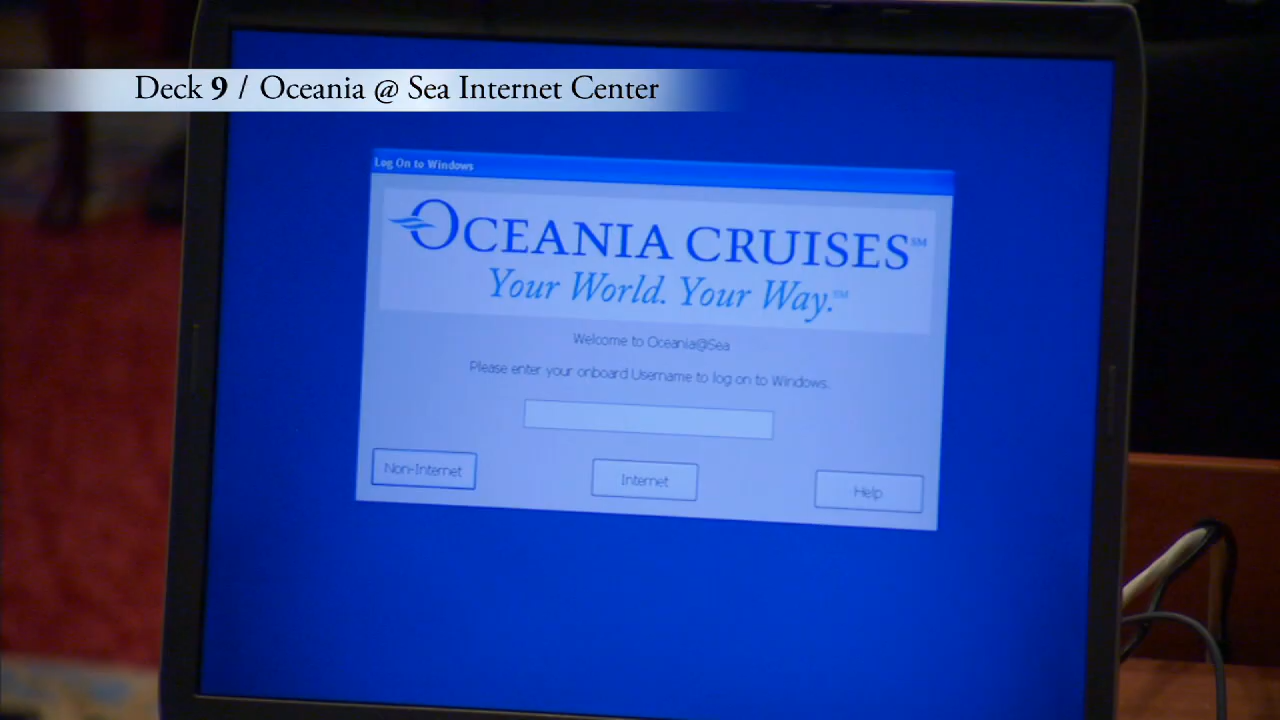 Deck 9 / Oceania @ Sea Internet Center
Log On to Windows
OCEANIA CRUISES℠
Your World. Your Way.℠
Welcome to Oceania@Sea
Please enter your onboard Username to log on to Windows.
Non-Internet
Internet
Help